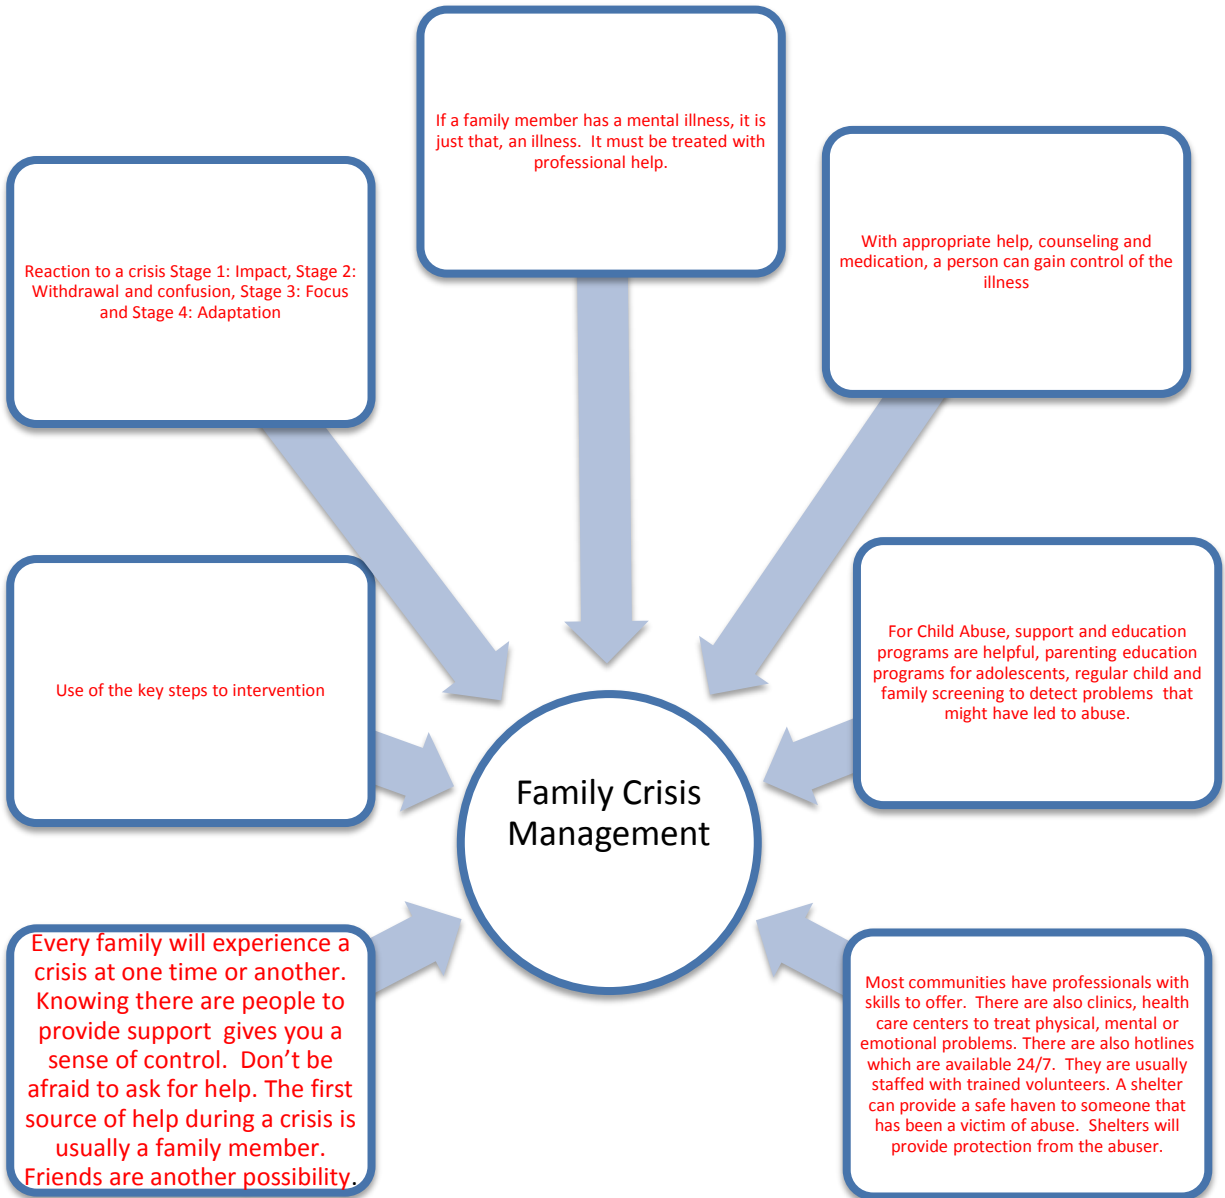 If a family member has a mental illness, it is
just that, an illness.  It must be treated with
professional help.
Reaction to a crisis Stage 1: Impact, Stage 2:
Withdrawal and confusion, Stage 3: Focus
and Stage 4: Adaptation
With appropriate help, counseling and
medication, a person can gain control of the
illness
Use of the key steps to intervention
For Child Abuse, support and education
programs are helpful, parenting education
programs for adolescents, regular child and
family screening to detect problems  that
might have led to abuse.
Family Crisis
Management
Every family will experience a
crisis at one time or another.
Knowing there are people to
provide support  gives you a
sense of control.  Don’t be
afraid to ask for help. The first
source of help during a crisis is
usually a family member.
Friends are another possibility.
Most communities have professionals with
skills to offer.  There are also clinics, health
care centers to treat physical, mental or
emotional problems. There are also hotlines
which are available 24/7.  They are usually
staffed with trained volunteers. A shelter
can provide a safe haven to someone that
has been a victim of abuse.  Shelters will
provide protection from the abuser.